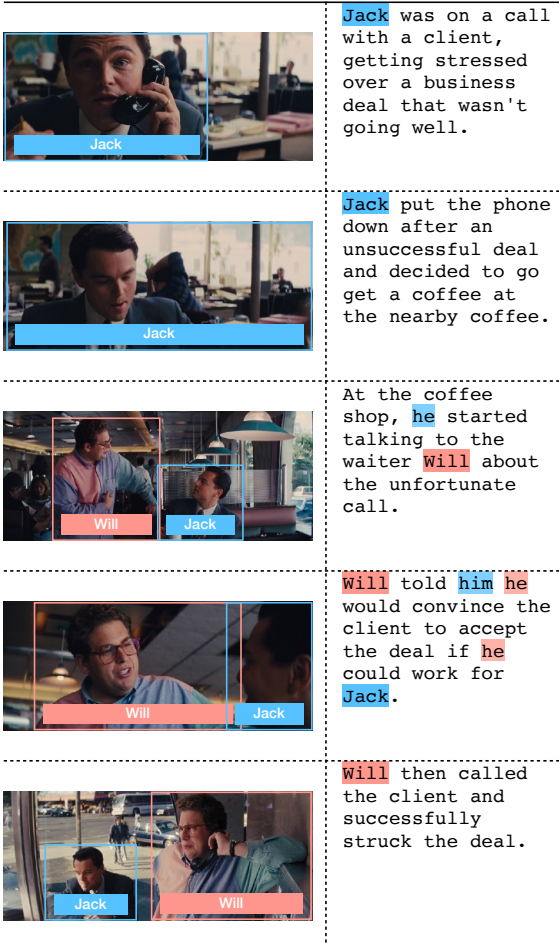 Jack was on a call
with a client,
getting stressed
over a business
deal that wasn't
going well.
Jack
Jack put the phone
down after an
unsuccessful deal
and decided to go
get a coffee at
the nearby coffee.
Jack
At the coffee
shop, he started
talking to the
waiter Will about
the unfortunate
call.
Will
Jack
Will told him he
would convince the
client to accept
the deal if he
could work for
Jack.
Will
Jack
Will then called
the client and
successfully
struck the deal.
Jack
Will